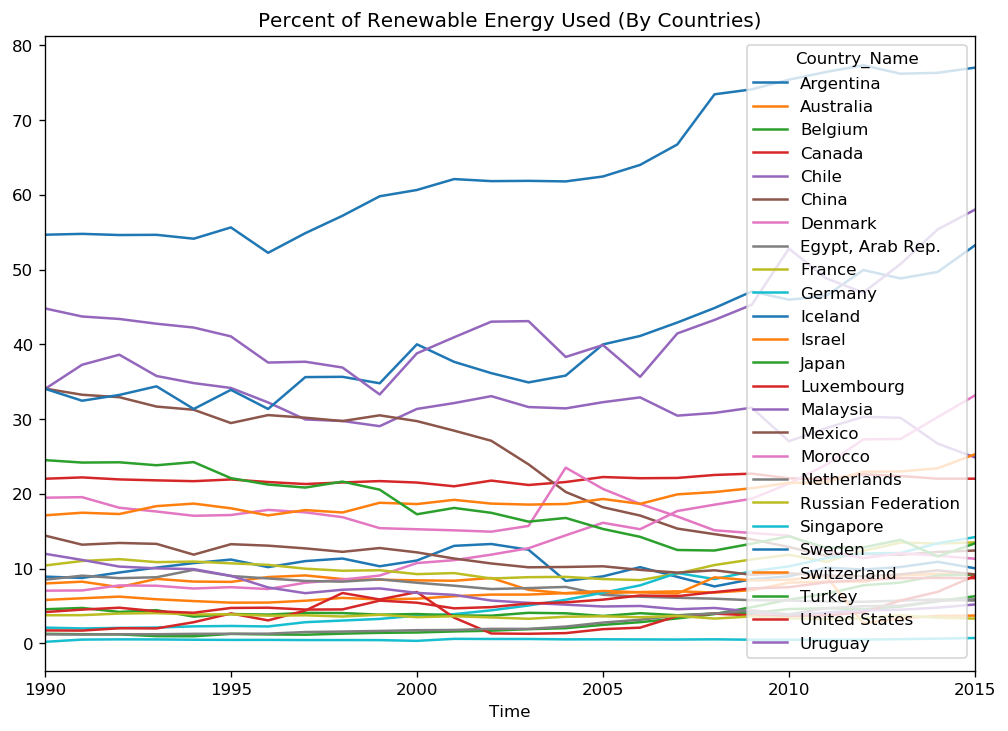 Percent of Renewable Energy Used (By Countries)
80
70
60
50
40
30
20
10
0
1990
1995
2000
2005
2010
2015
Time
Country_Name
Argentina
Australia
Belgium
Canada
Chile
China
Denmark
Egypt, Arab Rep.
France
Germany
Iceland
Israel
Japan
Luxembourg
Malaysia
Mexico
Morocco
Netherlands
Russian Federation
Singapore
Sweden
Switzerland
Turkey
United States
Uruguay